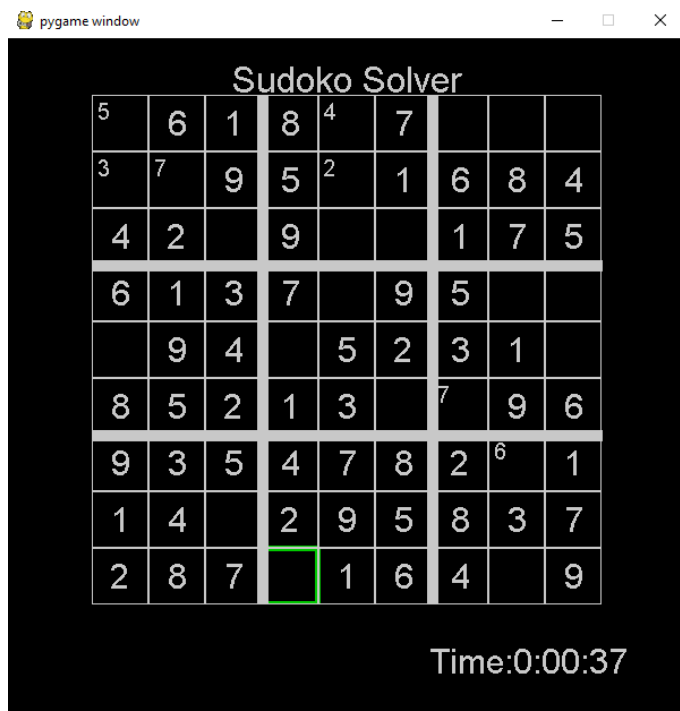 pygame window
Sudoko Solver
5 6 1 8 4 7
3 7 9 5 2 1 6 8 4
4 2 9 1 7 5
6 1 3 7 9 5
9 4 5 2 3 1
8 5 2 1 3 7 9 6
9 3 5 4 7 8 2 6 1
1 4 2 9 5 8 3 7
2 8 7 1 6 4 9
Time:0:00:37